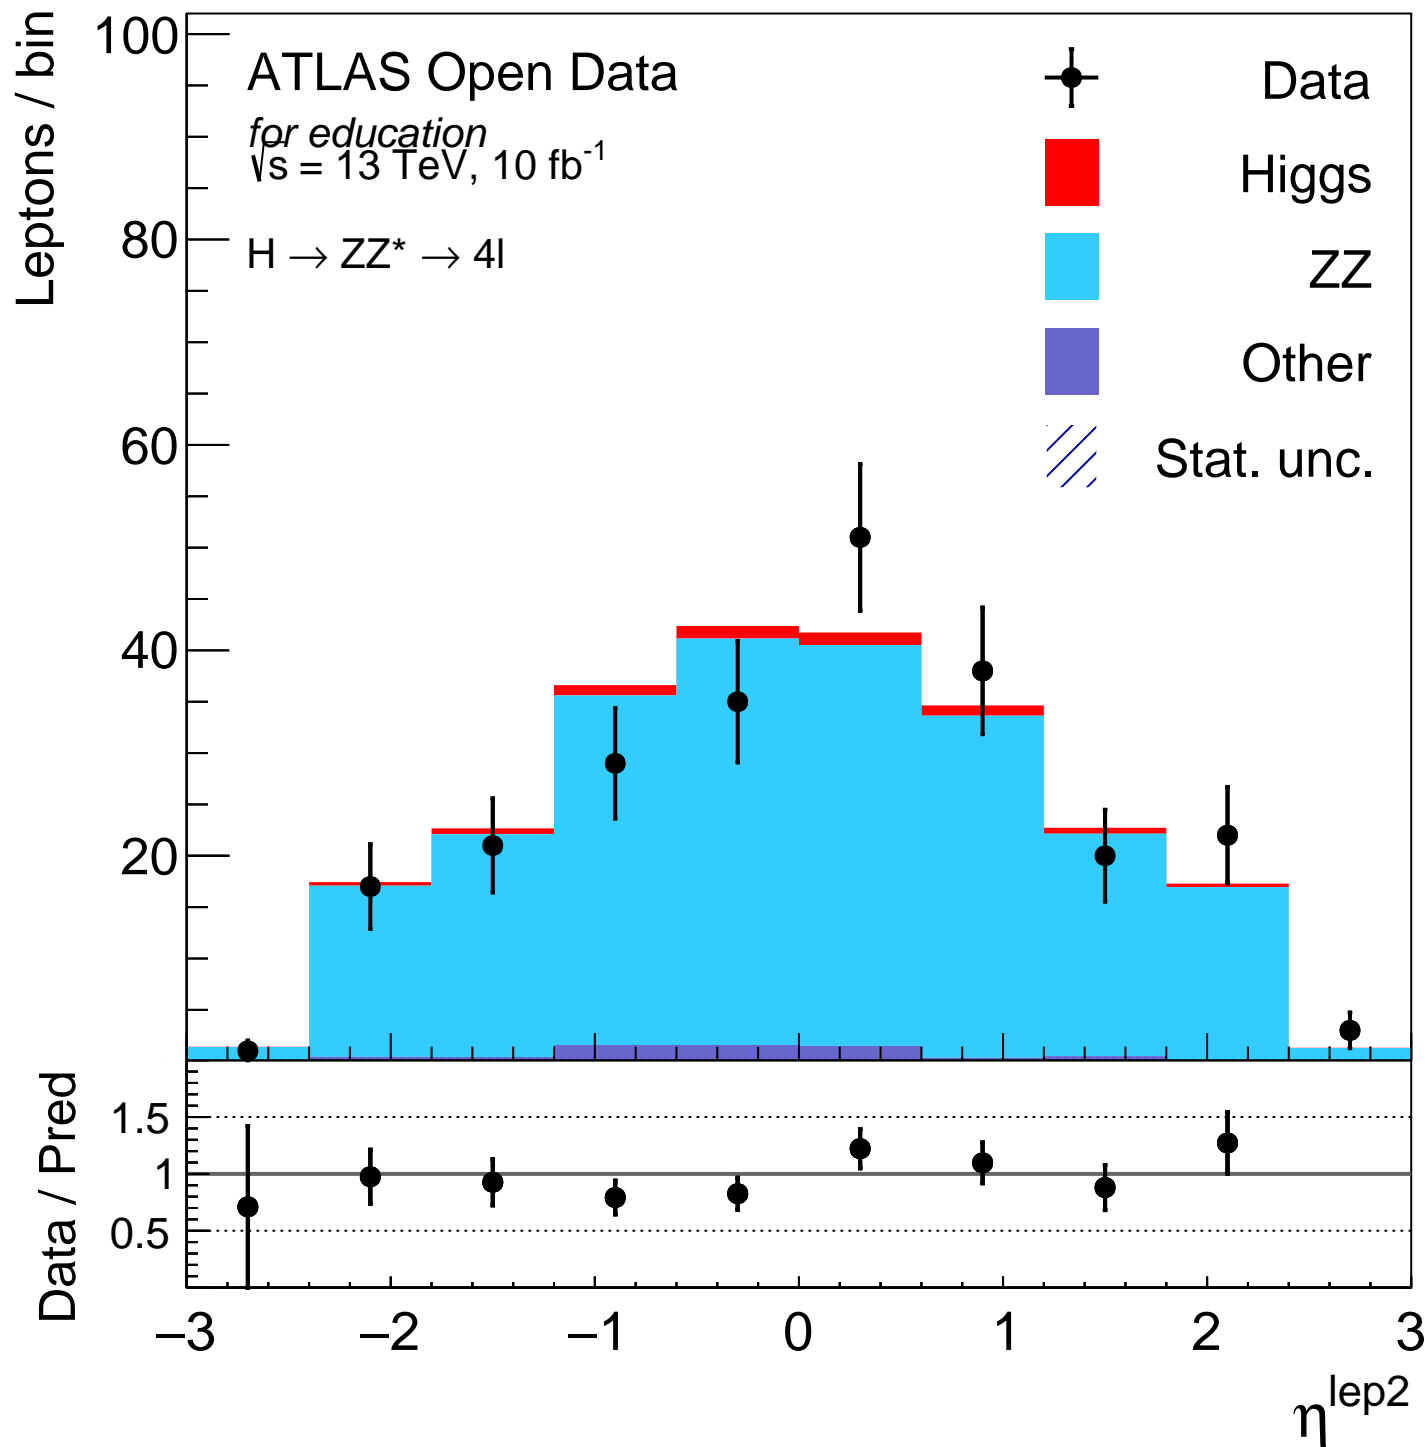 Leptons / bin
100
80
60
40
20
ATLAS Open Data
for education
√s = 13 TeV, 10 fb⁻¹
H → ZZ* → 4l
Data
Higgs
ZZ
Other
Stat. unc.
Data / Pred
1.5
1
0.5
−3 −2 −1 0 1 2 3
η^lep2